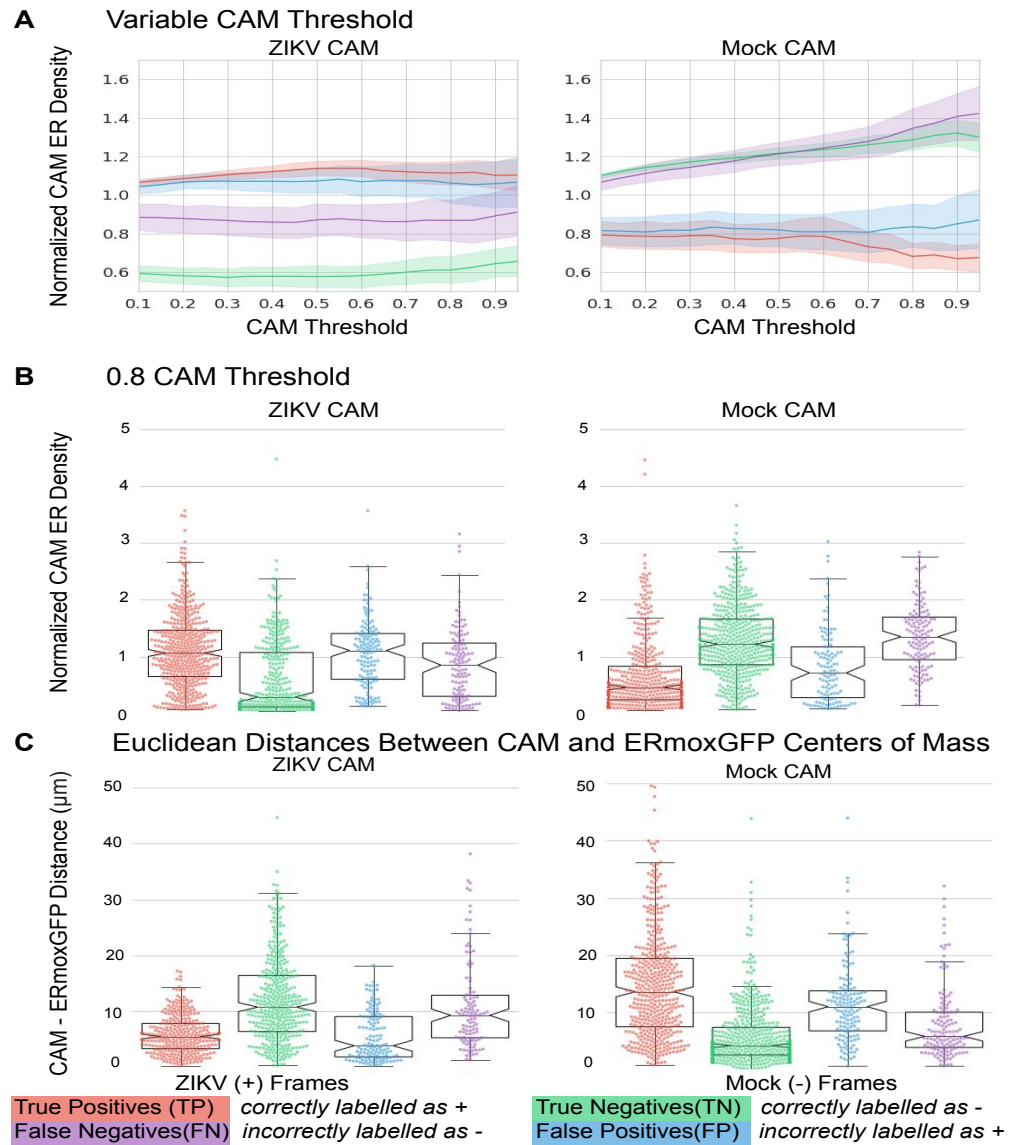 A Variable CAM Threshold
ZIKV CAM
Mock CAM
Normalized CAM ER Density
1.6
1.4
1.2
1.0
0.8
0.6
0.1 0.2 0.3 0.4 0.5 0.6 0.7 0.8 0.9
CAM Threshold
1.6
1.4
1.2
1.0
0.8
0.6
0.1 0.2 0.3 0.4 0.5 0.6 0.7 0.8 0.9
CAM Threshold
B 0.8 CAM Threshold
ZIKV CAM
Mock CAM
Normalized CAM ER Density
5
4
3
2
1
0
5
4
3
2
1
0
C Euclidean Distances Between CAM and ERmoxGFP Centers of Mass
ZIKV CAM
Mock CAM
CAM - ERmoxGFP Distance (µm)
50
40
30
20
10
0
50
40
30
20
10
0
ZIKV (+) Frames
Mock (-) Frames
True Positives (TP) correctly labelled as +
True Negatives(TN) correctly labelled as -
False Negatives(FN) incorrectly labelled as -
False Positives(FP) incorrectly labelled as +